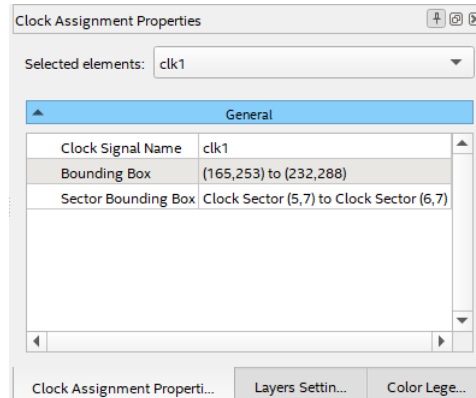 Clock Assignment Properties
Selected elements: clk1
General
Clock Signal Name clk1
Bounding Box (165,253) to (232,288)
Sector Bounding Box Clock Sector (5,7) to Clock Sector (6,7)
Clock Assignment Properti... Layers Settin... Color Lege...